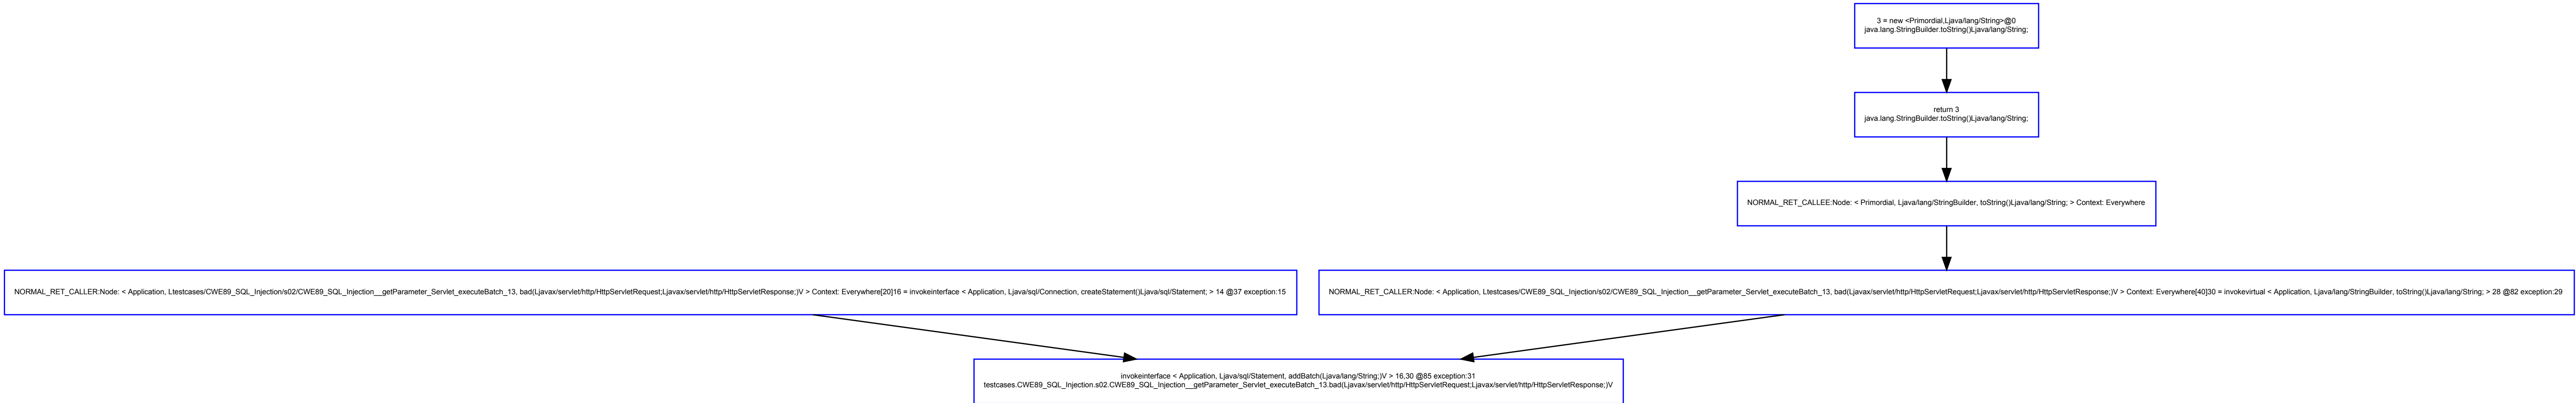 3 = new <Primordial,Ljava/lang/String>@0
java.lang.StringBuilder.toString()Ljava/lang/String;
return 3
java.lang.StringBuilder.toString()Ljava/lang/String;
NORMAL_RET_CALLEE:Node: < Primordial, Ljava/lang/StringBuilder, toString()Ljava/lang/String; > Context: Everywhere
NORMAL_RET_CALLER:Node: < Application, Ltestcases/CWE89_SQL_Injection/s02/CWE89_SQL_Injection__getParameter_Servlet_executeBatch_13, bad(Ljavax/servlet/http/HttpServletRequest;Ljavax/servlet/http/HttpServletResponse;)V > Context: Everywhere[20]16 = invokeinterface < Application, Ljava/sql/Connection, createStatement()Ljava/sql/Statement; > 14 @37 exception:15
NORMAL_RET_CALLER:Node: < Application, Ltestcases/CWE89_SQL_Injection/s02/CWE89_SQL_Injection__getParameter_Servlet_executeBatch_13, bad(Ljavax/servlet/http/HttpServletRequest;Ljavax/servlet/http/HttpServletResponse;)V > Context: Everywhere[40]30 = invokevirtual < Application, Ljava/lang/StringBuilder, toString()Ljava/lang/String; > 28 @82 exception:29
invokeinterface < Application, Ljava/sql/Statement, addBatch(Ljava/lang/String;)V > 16,30 @85 exception:31
testcases.CWE89_SQL_Injection.s02.CWE89_SQL_Injection__getParameter_Servlet_executeBatch_13.bad(Ljavax/servlet/http/HttpServletRequest;Ljavax/servlet/http/HttpServletResponse;)V